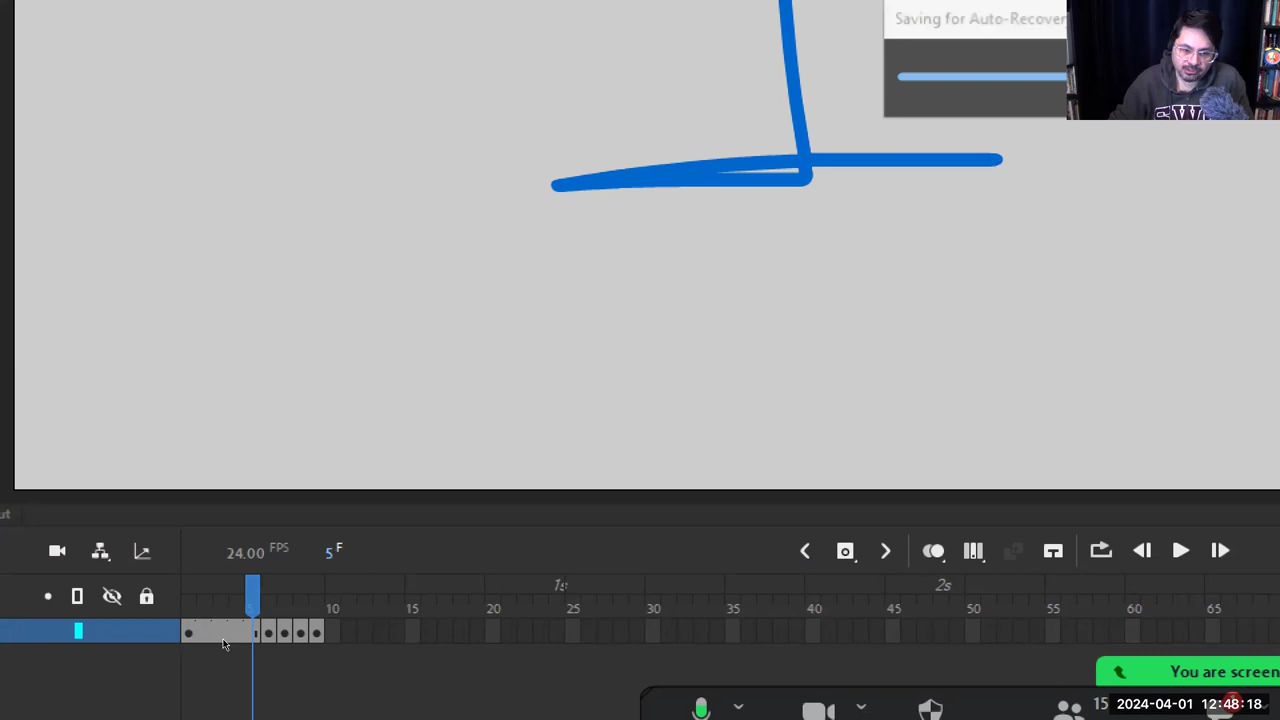 Saving for Auto-Recover
ut
24.00 FPS 5 F
1s 2s
10 15 20 25 30 35 40 45 50 55 60 65
You are screen
15
2024-04-01 12:48:18